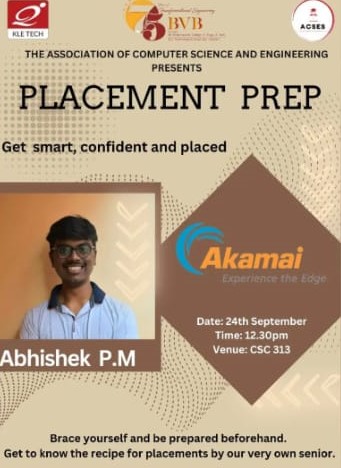 KLE TECH
75
BVB
ACSES
THE ASSOCIATION OF COMPUTER SCIENCE AND ENGINEERING
PRESENTS
PLACEMENT PREP
Get smart, confident and placed
Akamai
Experience the Edge
Date: 24th September
Time: 12.30pm
Venue: CSC 313
Abhishek P.M
Brace yourself and be prepared beforehand.
Get to know the recipe for placements by our very own senior.